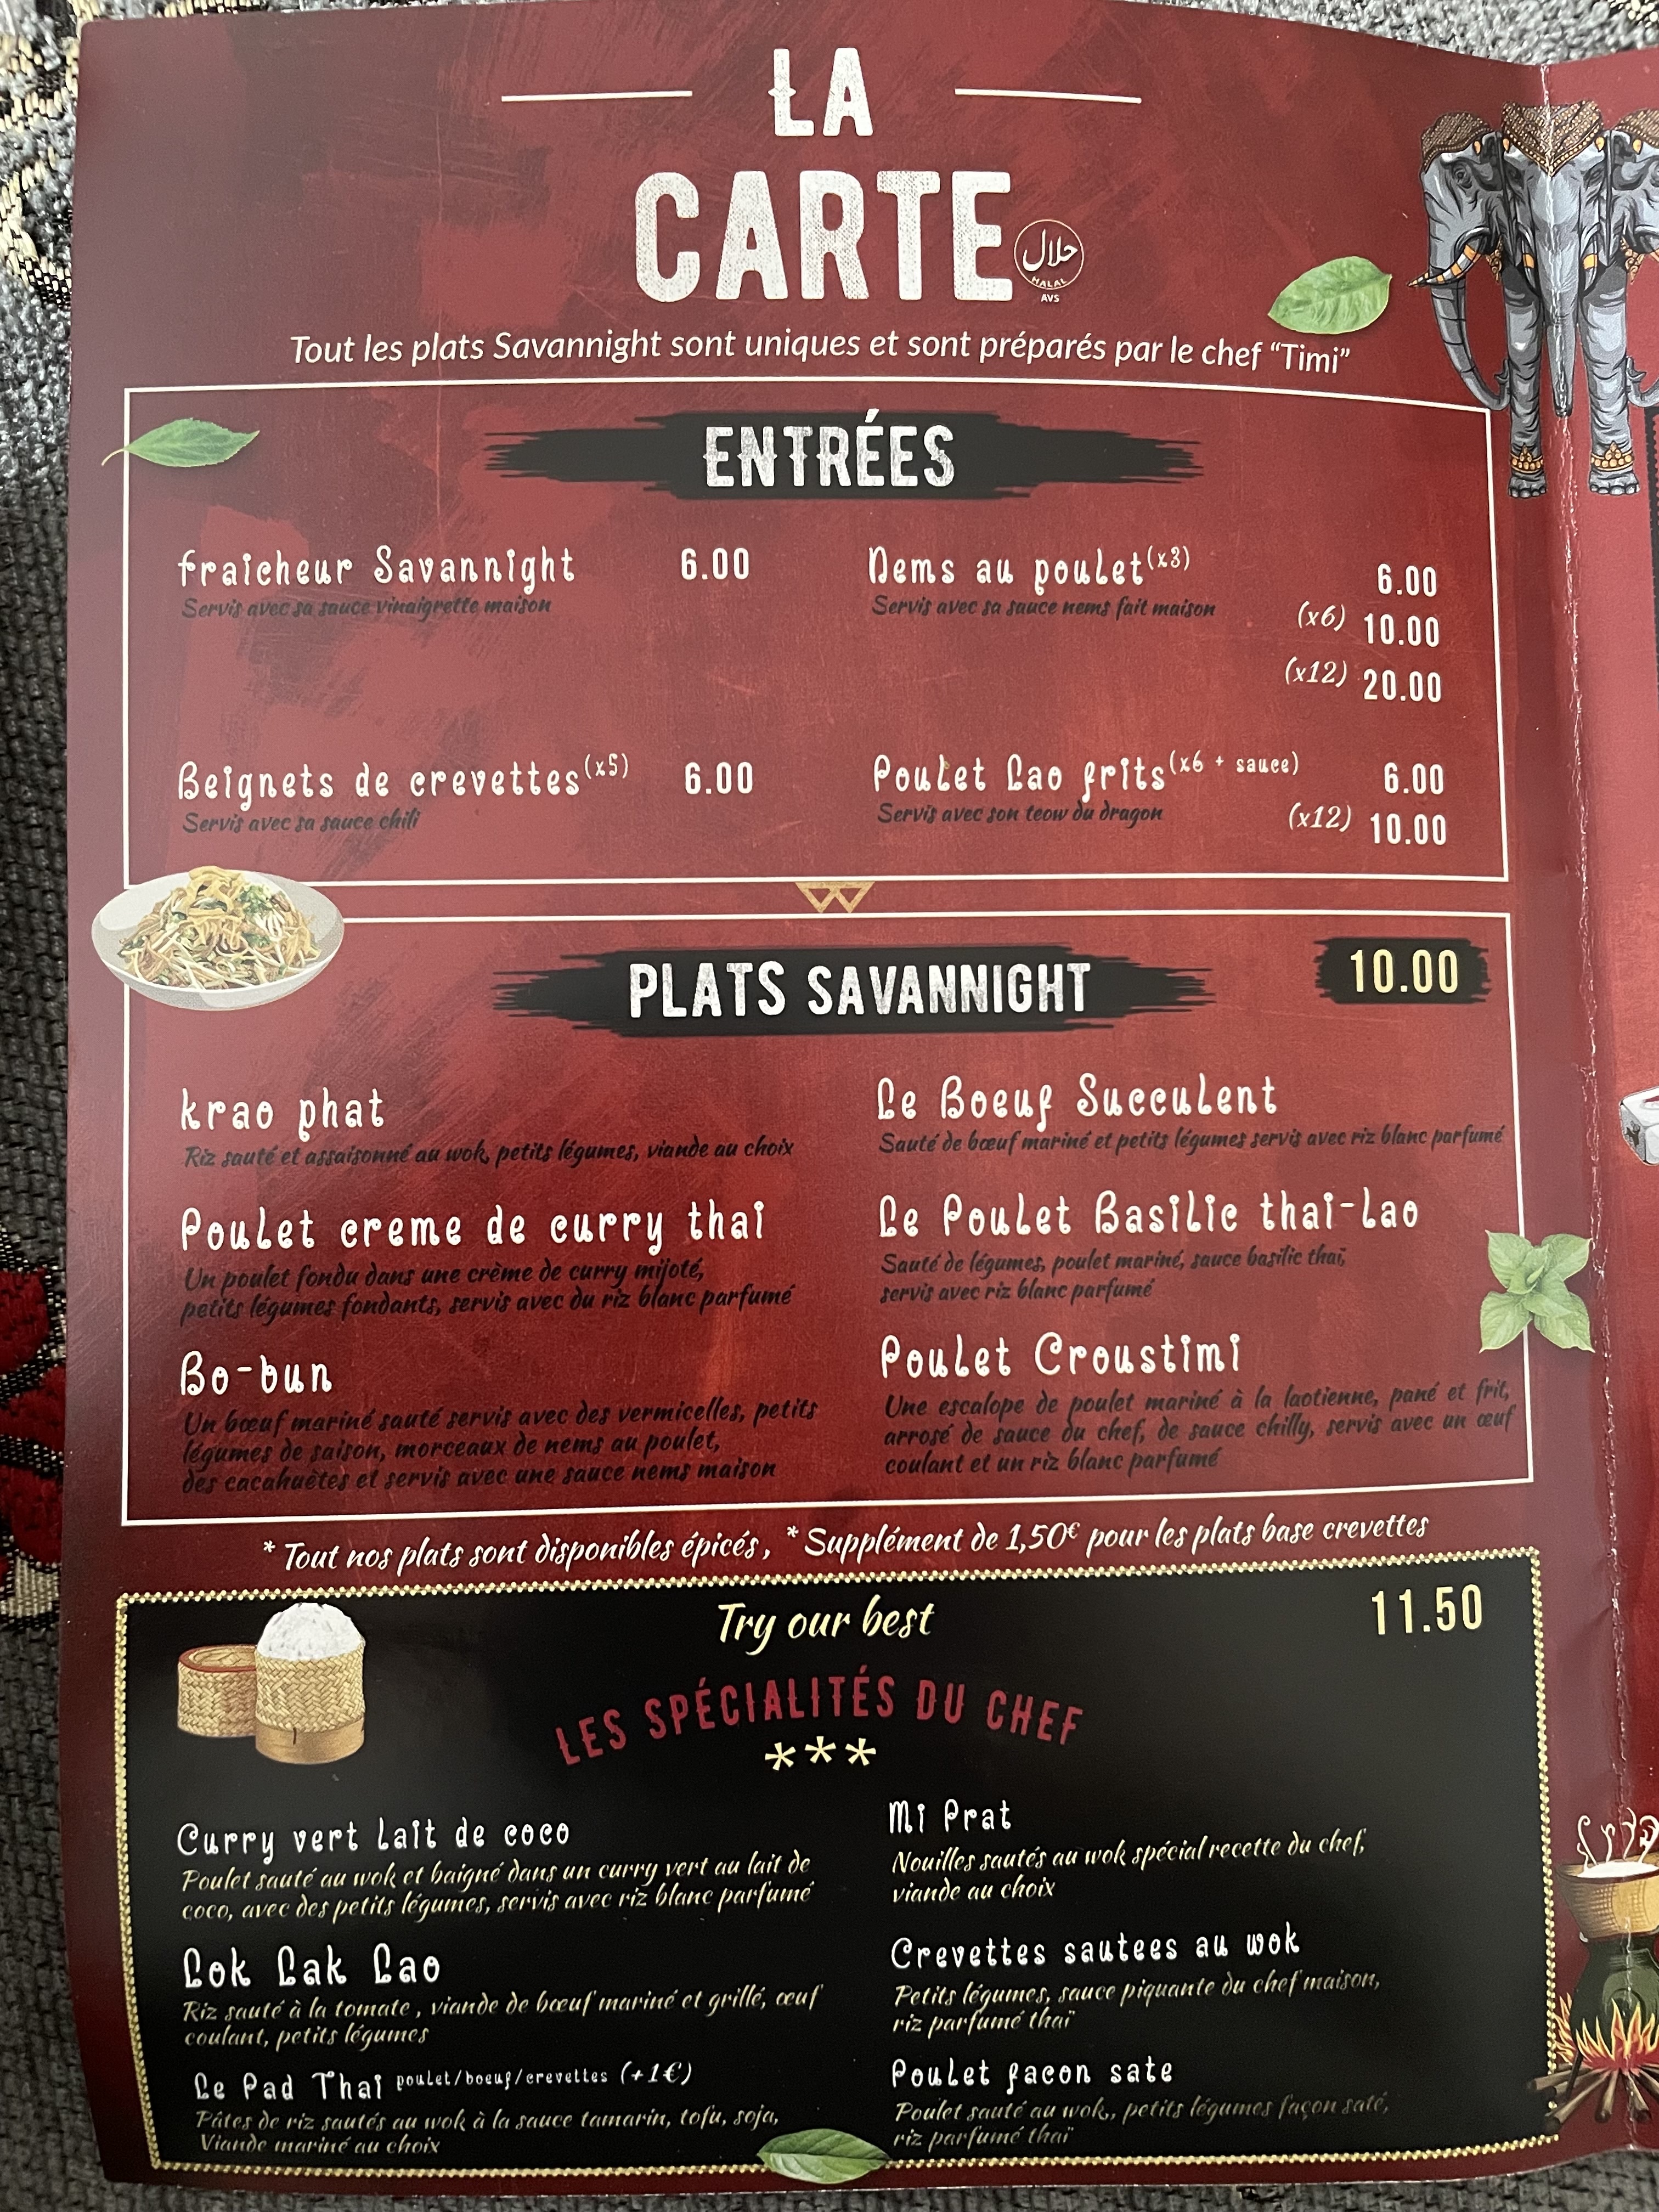 LA
CARTE
حلال
HALAL
AVS
Tout les plats Savannight sont uniques et sont préparés par le chef “Timi”
ENTRÉES
fraîcheur Savannight 6.00
Servis avec sa sauce vinaigrette maison
Nems au poulet (x3) 6.00
Servis avec sa sauce nems fait maison
(x6) 10.00
(x12) 20.00
Beignets de crevettes (x5) 6.00
Servis avec sa sauce chili
Poulet Lao frits (x6 + sauce) 6.00
Servis avec son teow du dragon
(x12) 10.00
PLATS SAVANNIGHT 10.00
krao phat
Riz sauté et assaisonné au wok, petits légumes, viande au choix
Poulet creme de curry thaï
Un poulet fondu dans une crème de curry mijoté,
petits légumes fondants, servis avec du riz blanc parfumé
Bo-bun
Un bœuf mariné sauté servis avec des vermicelles, petits
légumes de saison, morceaux de nems au poulet,
des cacahuètes et servis avec une sauce nems maison
Le Boeuf Succulent
Sauté de bœuf mariné et petits légumes servis avec riz blanc parfumé
Le Poulet Basilic thaï-Lao
Sauté de légumes, poulet mariné, sauce basilic thaï,
servis avec riz blanc parfumé
Poulet Croustimi
Une escalope de poulet mariné à la laotienne, pané et frit,
arrosé de sauce du chef, de sauce chilly, servis avec un œuf
coulant et un riz blanc parfumé
* Tout nos plats sont disponibles épicés, * Supplément de 1,50€ pour les plats base crevettes
Try our best 11.50
LES SPÉCIALITÉS DU CHEF
***
Curry vert lait de coco
Poulet sauté au wok et baigné dans un curry vert au lait de
coco, avec des petits légumes, servis avec riz blanc parfumé
Lok Lak Lao
Riz sauté à la tomate , viande de bœuf mariné et grillé, œuf
coulant, petits légumes
Le Pad Thaï poulet/boeuf/crevettes (+1€)
Pâtes de riz sautés au wok à la sauce tamarin, tofu, soja,
Viande mariné au choix
Mi Prat
Nouilles sautés au wok spécial recette du chef,
viande au choix
Crevettes sautees au wok
Petits légumes, sauce piquante du chef maison,
riz parfumé thaï
Poulet facon sate
Poulet sauté au wok,, petits légumes façon saté,
riz parfumé thaï